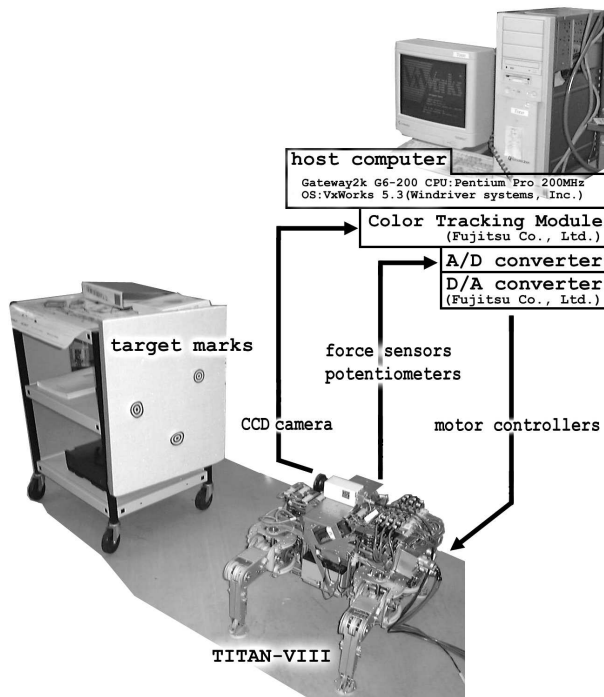 VxWorks
host computer
Gateway2k G6-200 CPU:Pentium Pro 200MHz
OS:VxWorks 5.3(Windriver systems, Inc.)
Color Tracking Module
(Fujitsu Co., Ltd.)
A/D converter
D/A converter
(Fujitsu Co., Ltd.)
target marks
force sensors
potentiometers
CCD camera
motor controllers
TITAN-VIII